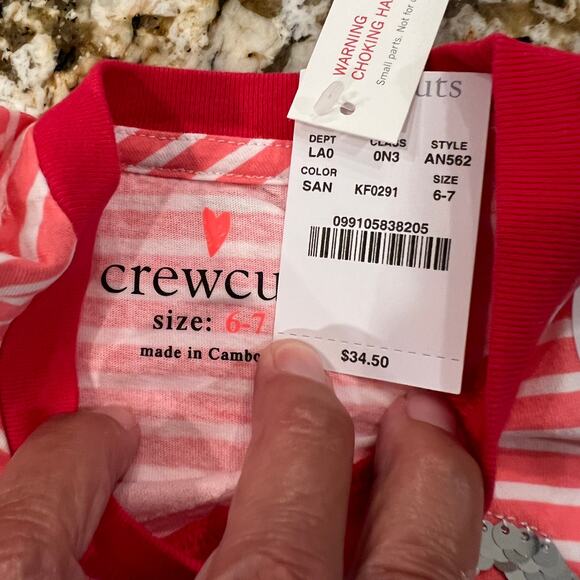 WARNING
CHOKING HA
Small parts. Not for
uts
DEPT CLASS STYLE
LA0 0N3 AN562
COLOR SIZE
SAN KF0291 6-7
099105838205
$34.50
crewcu
size: 6-7
made in Cambo